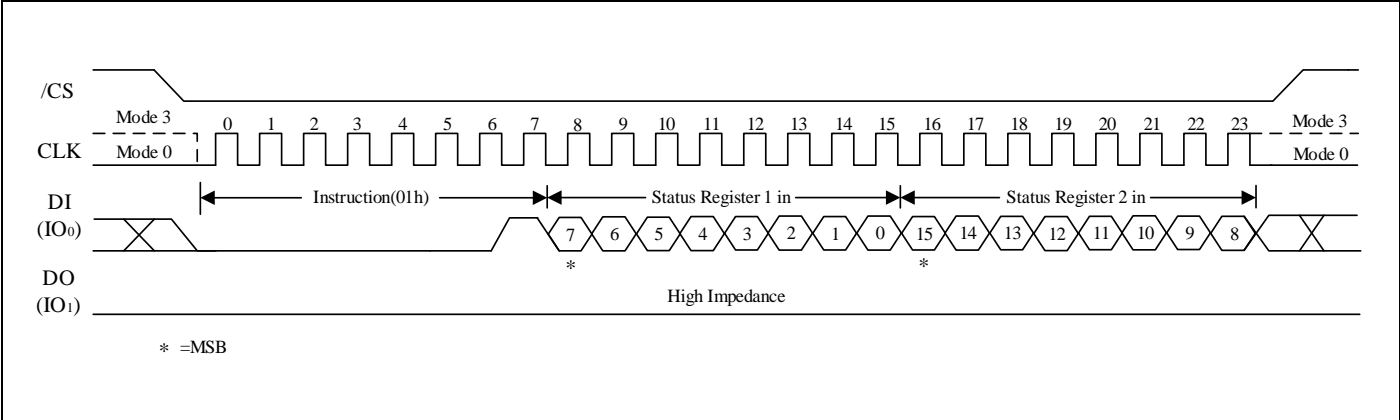 /CS
Mode 3
0 1 2 3 4 5 6 7 8 9 10 11 12 13 14 15 16 17 18 19 20 21 22 23
Mode 3
CLK
Mode 0
Mode 0
DI
(IO₀)
Instruction(01h)
Status Register 1 in
Status Register 2 in
7 6 5 4 3 2 1 0 15 14 13 12 11 10 9 8
* *
DO
(IO₁)
High Impedance
* =MSB